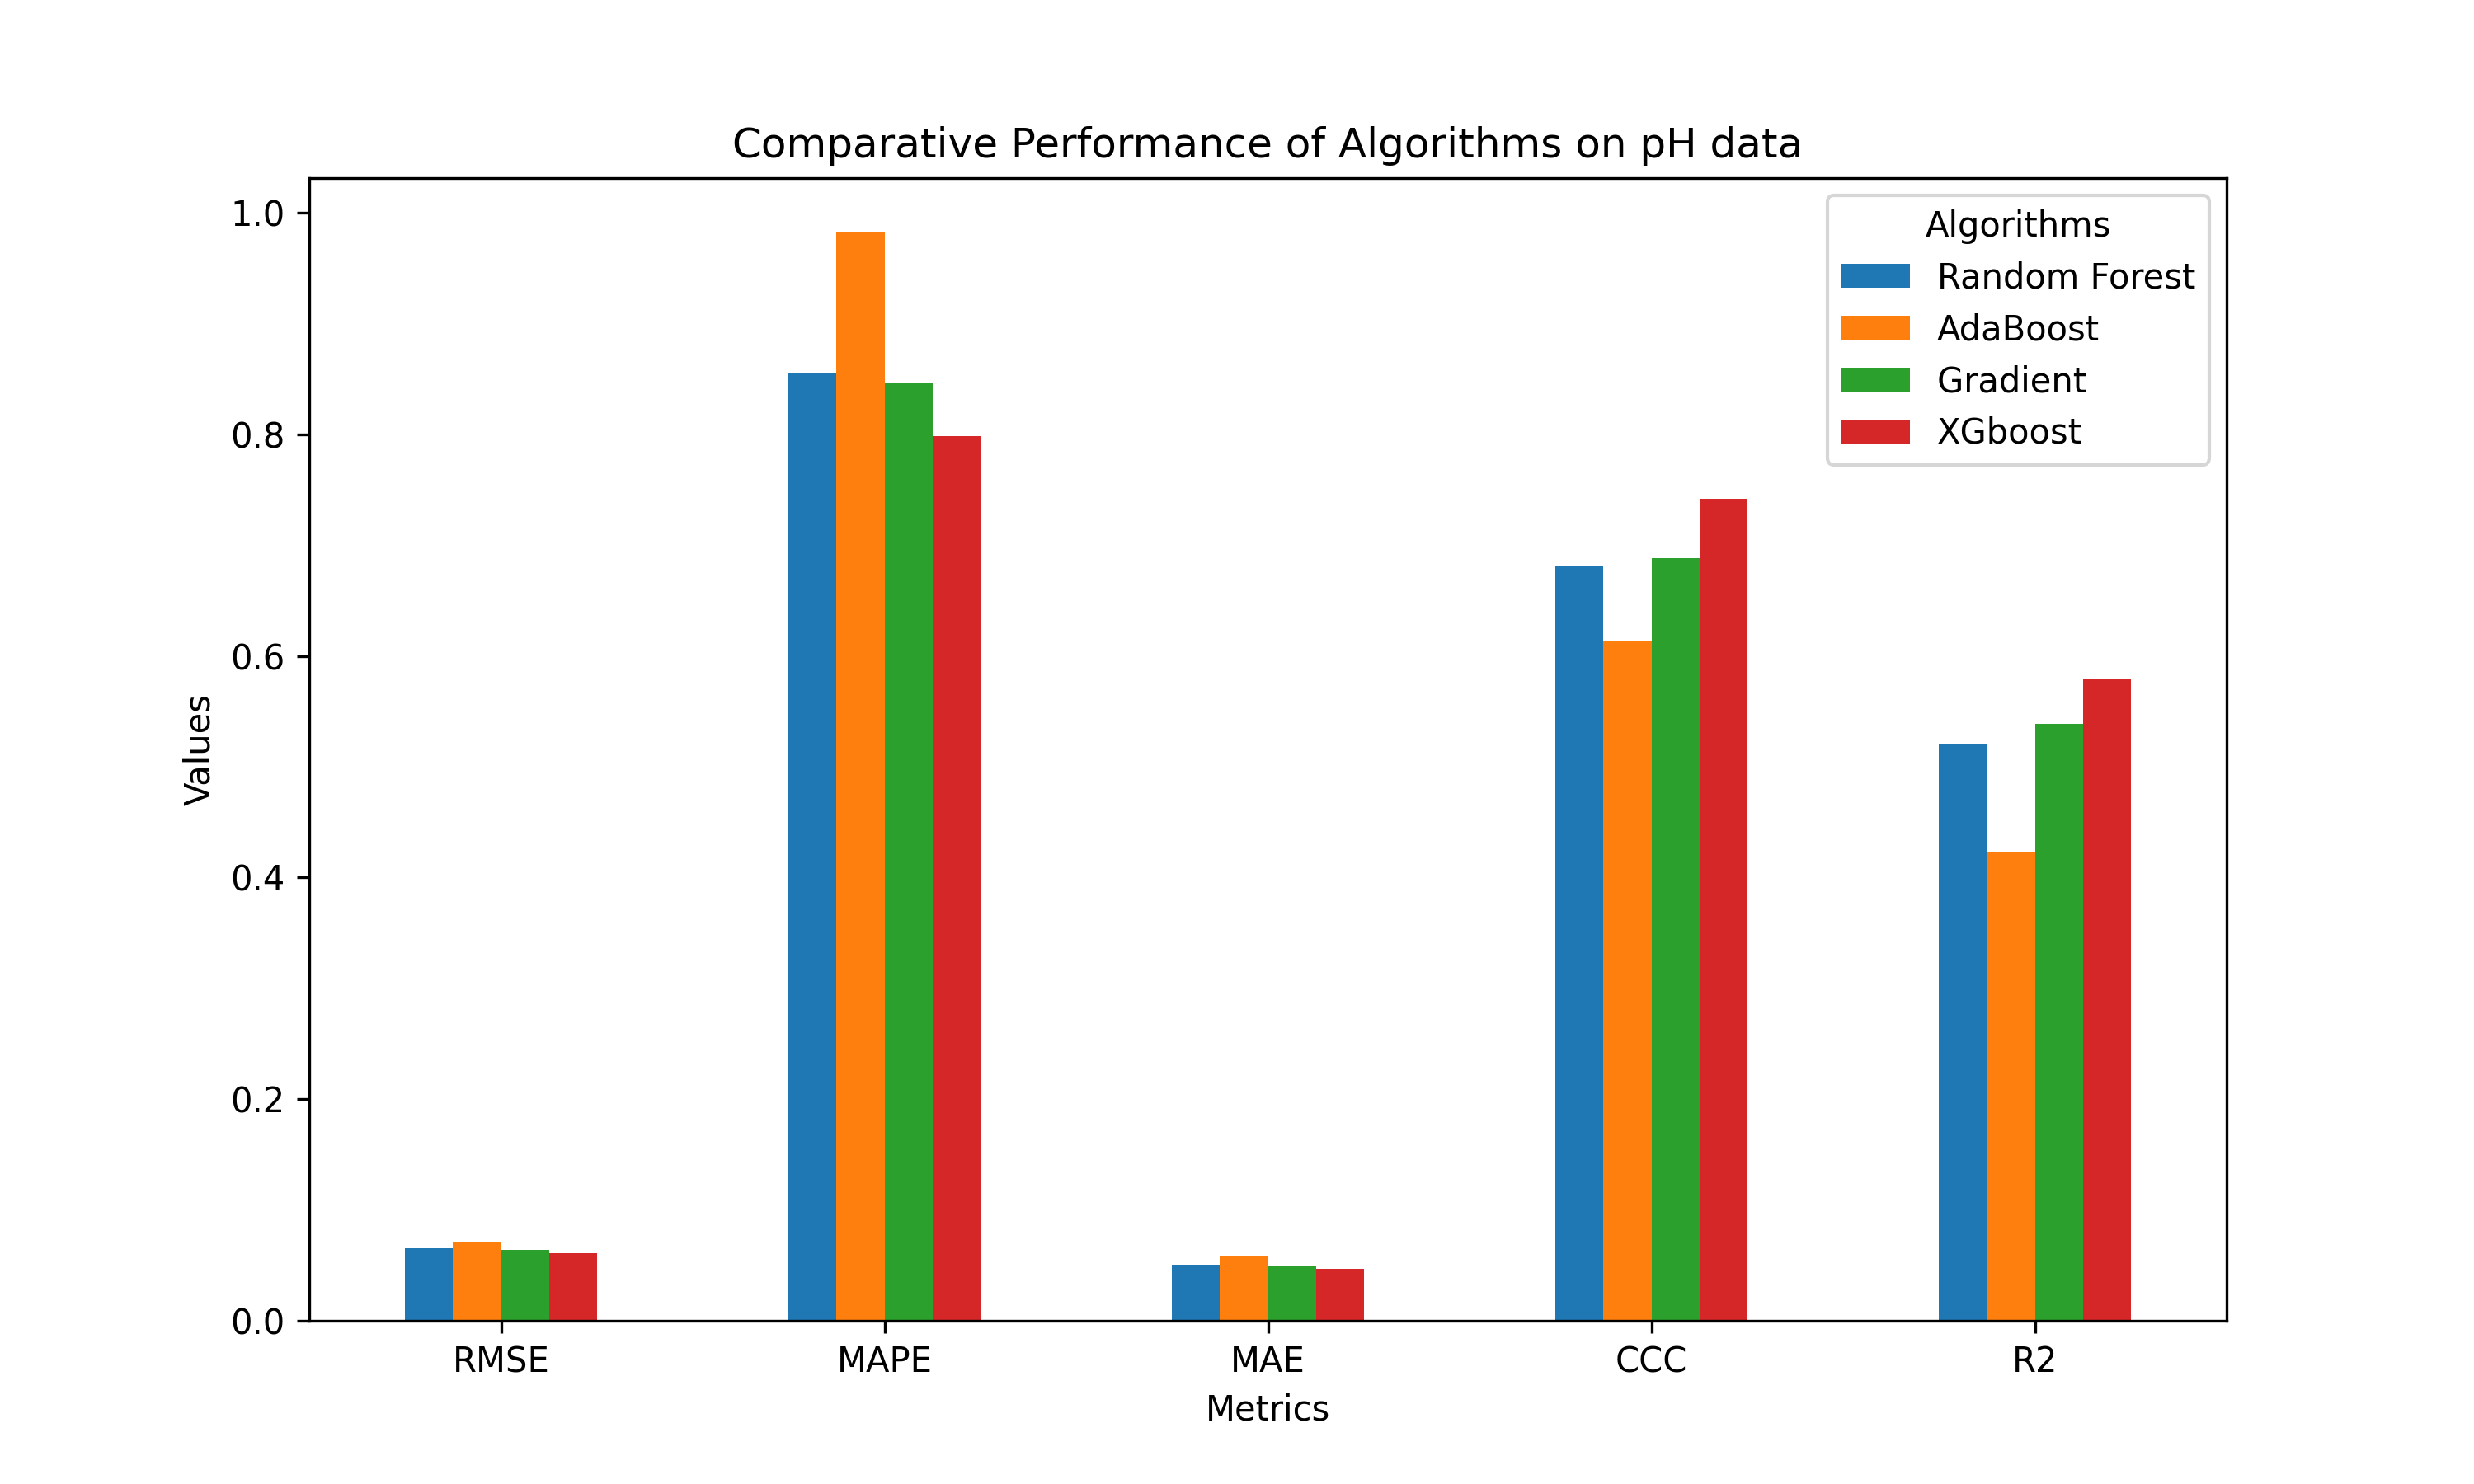 Comparative Performance of Algorithms on pH data
Algorithms
Random Forest
AdaBoost
Gradient
XGboost
Values
1.0
0.8
0.6
0.4
0.2
0.0
RMSE MAPE MAE CCC R2
Metrics